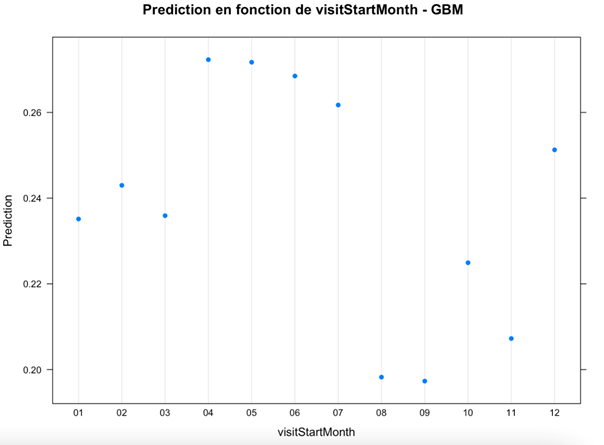 Prediction en fonction de visitStartMonth - GBM
Prediction
0.26
0.24
0.22
0.20
01 02 03 04 05 06 07 08 09 10 11 12
visitStartMonth